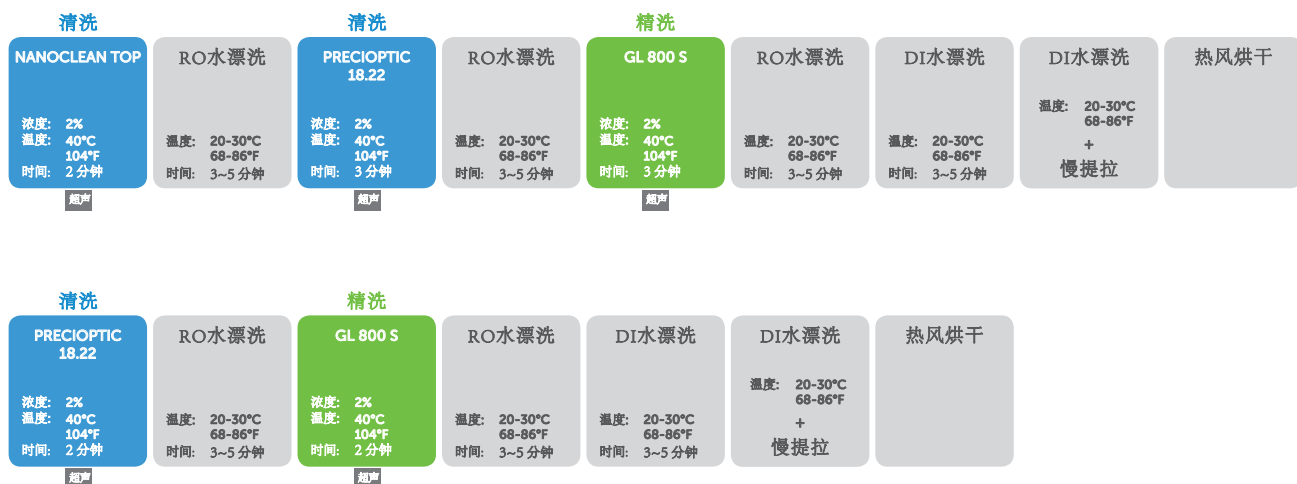 清洗
NANOCLEAN TOP
浓度: 2%
温度: 40°C
104°F
时间: 2 分钟
超声
RO水漂洗
温度: 20-30°C
68-86°F
时间: 3~5 分钟
清洗
PRECIOPTIC
18.22
浓度: 2%
温度: 40°C
104°F
时间: 3 分钟
超声
RO水漂洗
温度: 20-30°C
68-86°F
时间: 3~5 分钟
精洗
GL 800 S
浓度: 2%
温度: 40°C
104°F
时间: 3 分钟
超声
RO水漂洗
温度: 20-30°C
68-86°F
时间: 3~5 分钟
DI水漂洗
温度: 20-30°C
68-86°F
时间: 3~5 分钟
DI水漂洗
温度: 20-30°C
68-86°F
+
慢提拉
热风烘干
清洗
PRECIOPTIC
18.22
浓度: 2%
温度: 40°C
104°F
时间: 2 分钟
超声
RO水漂洗
温度: 20-30°C
68-86°F
时间: 3~5 分钟
精洗
GL 800 S
浓度: 2%
温度: 40°C
104°F
时间: 2 分钟
超声
RO水漂洗
温度: 20-30°C
68-86°F
时间: 3~5 分钟
DI水漂洗
温度: 20-30°C
68-86°F
时间: 3~5 分钟
DI水漂洗
温度: 20-30°C
68-86°F
+
慢提拉
热风烘干